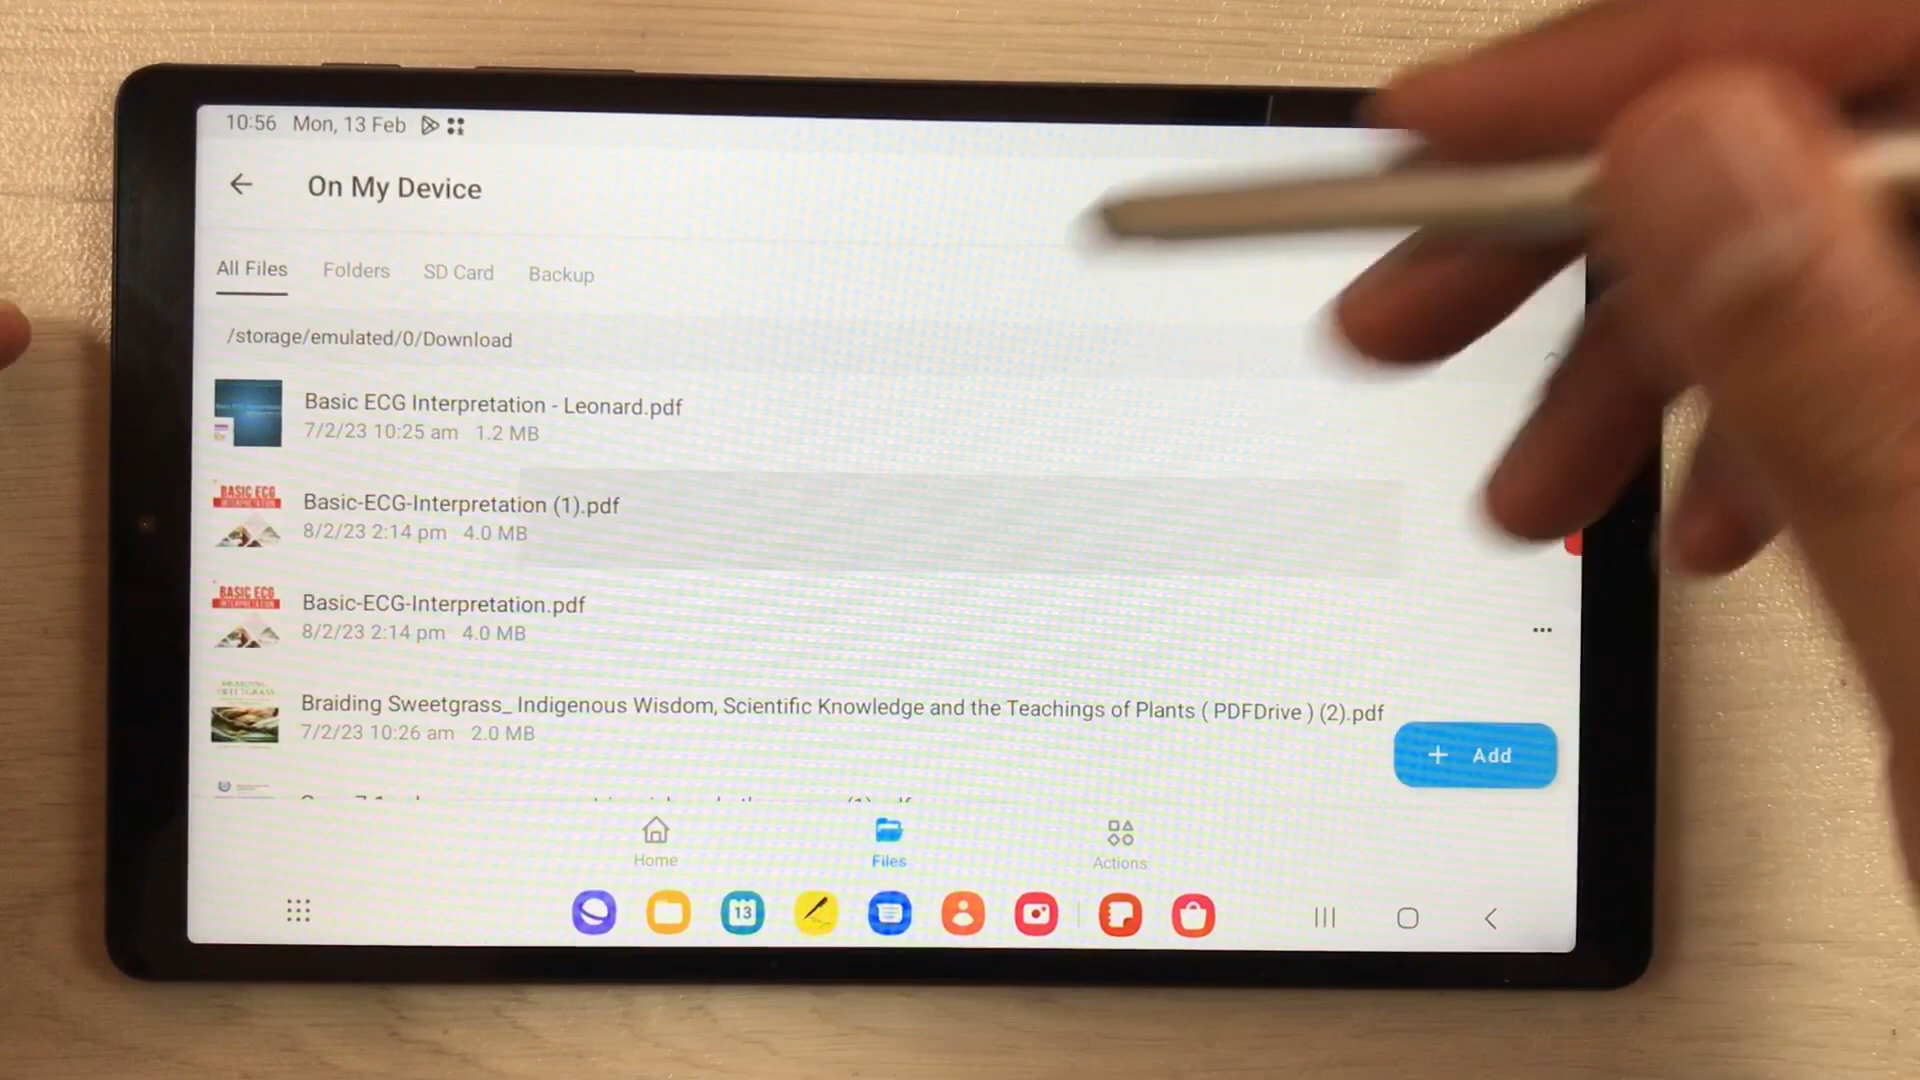 10:56 Mon, 13 Feb
On My Device
All Files Folders SD Card Backup
/storage/emulated/0/Download
Basic ECG Interpretation - Leonard.pdf
7/2/23 10:25 am 1.2 MB
BASIC ECG
INTERPRETATION
Basic-ECG-Interpretation (1).pdf
8/2/23 2:14 pm 4.0 MB
BASIC ECG
INTERPRETATION
Basic-ECG-Interpretation.pdf
8/2/23 2:14 pm 4.0 MB
Braiding Sweetgrass_ Indigenous Wisdom, Scientific Knowledge and the Teachings of Plants ( PDFDrive ) (2).pdf
7/2/23 10:26 am 2.0 MB
+ Add
Home Files Actions
13